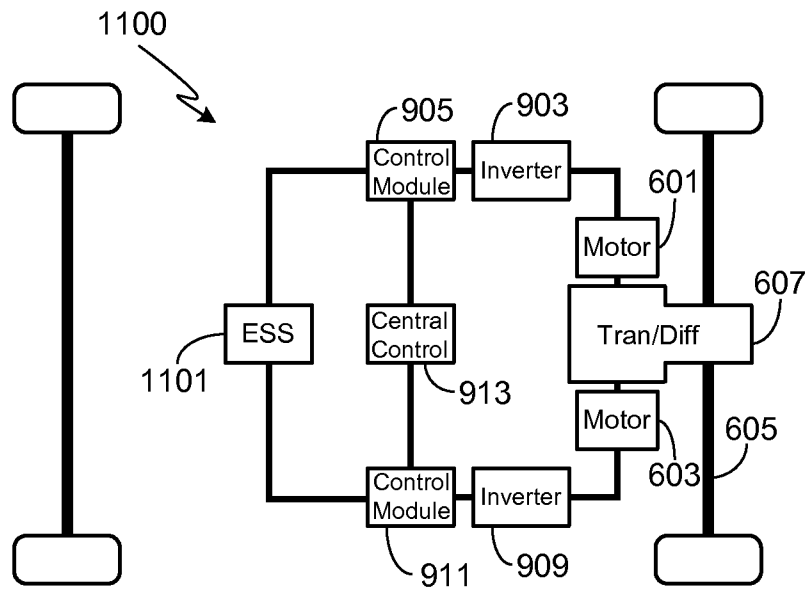 1100
905
903
Control
Module
Inverter
601
Motor
607
ESS
Central
Control
Tran/Diff
1101
913
Motor
605
603
Control
Module
Inverter
911
909